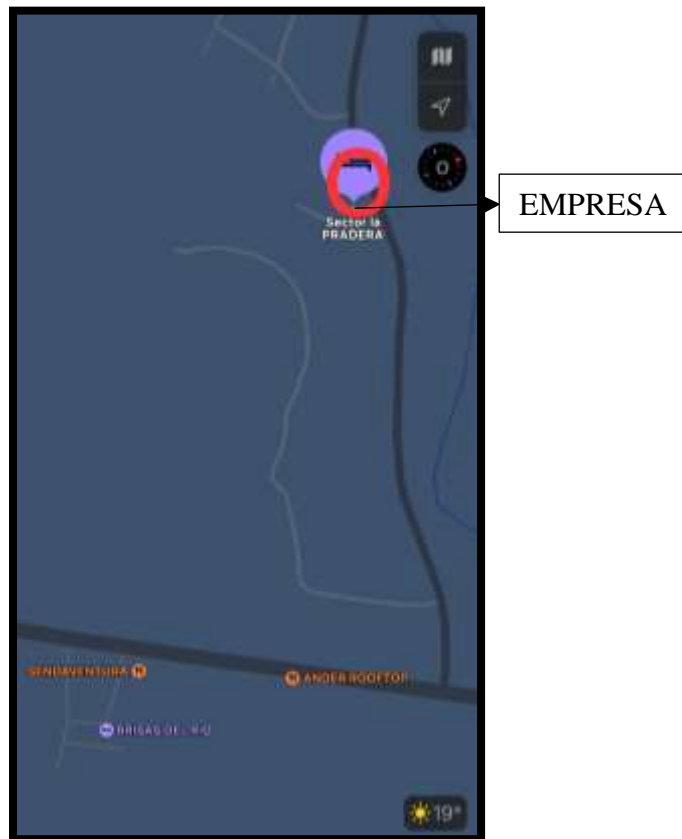 EMPRESA
Sector la
PRADERA
SENDAVENTURA
ANDER ROOFTOP
BRISAS DEL RIO
19°